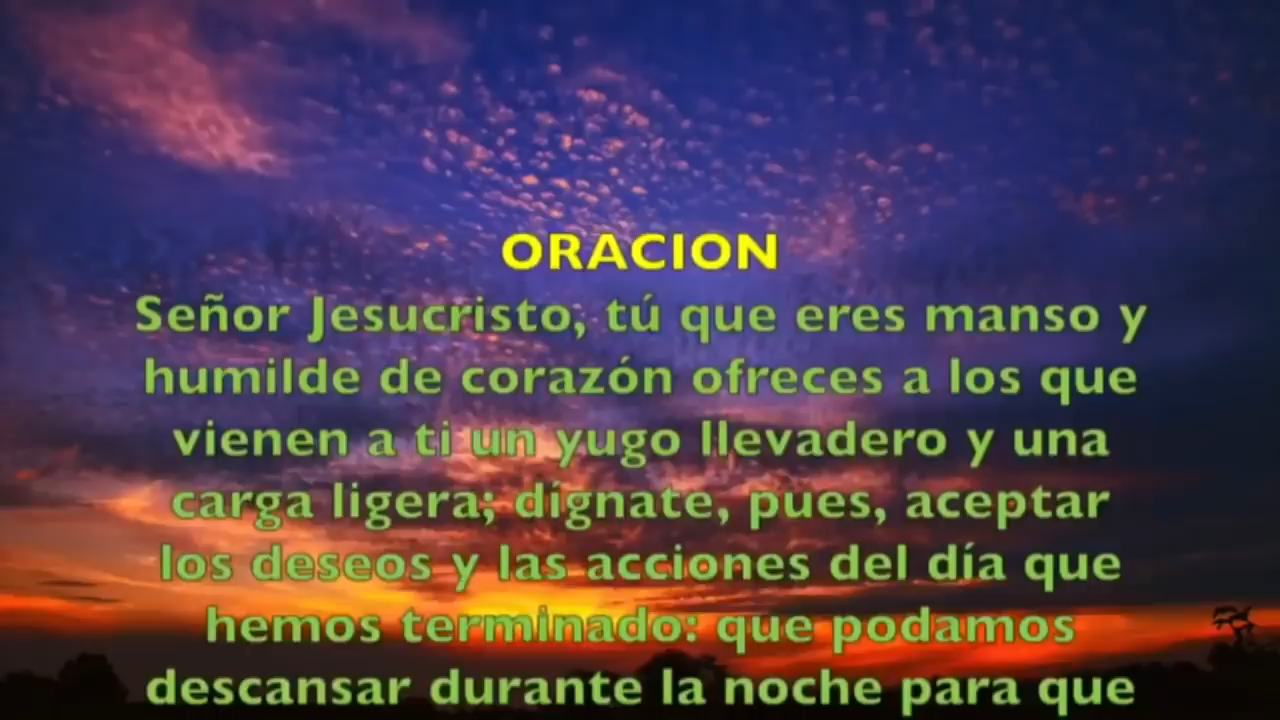 ORACION
Señor Jesucristo, tú que eres manso y
humilde de corazón ofreces a los que
vienen a ti un yugo llevadero y una
carga ligera; dígnate, pues, aceptar
los deseos y las acciones del día que
hemos terminado: que podamos
descansar durante la noche para que